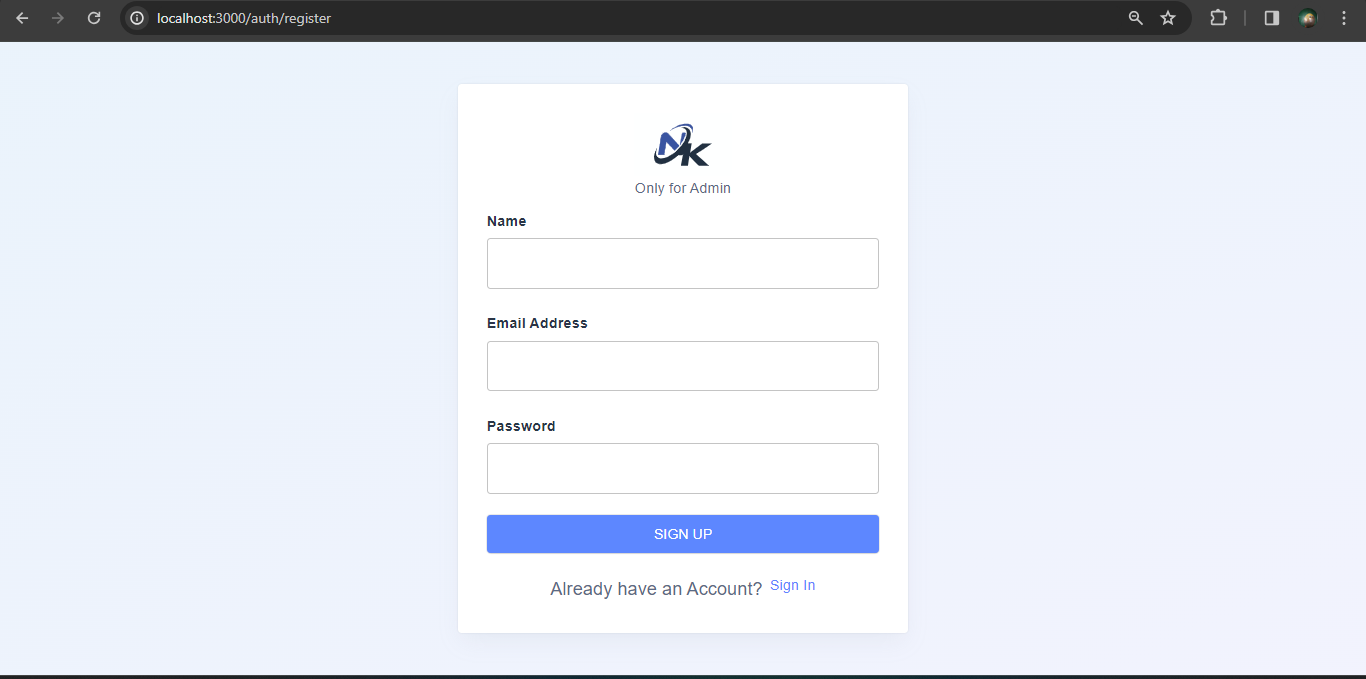 localhost:3000/auth/register
NK
Only for Admin
Name
Email Address
Password
SIGN UP
Already have an Account? Sign In